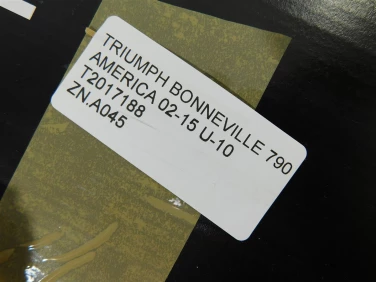 TRIUMPH BONNEVILLE 790
AMERICA 02-15 U-10
T2017188
ZN.A045